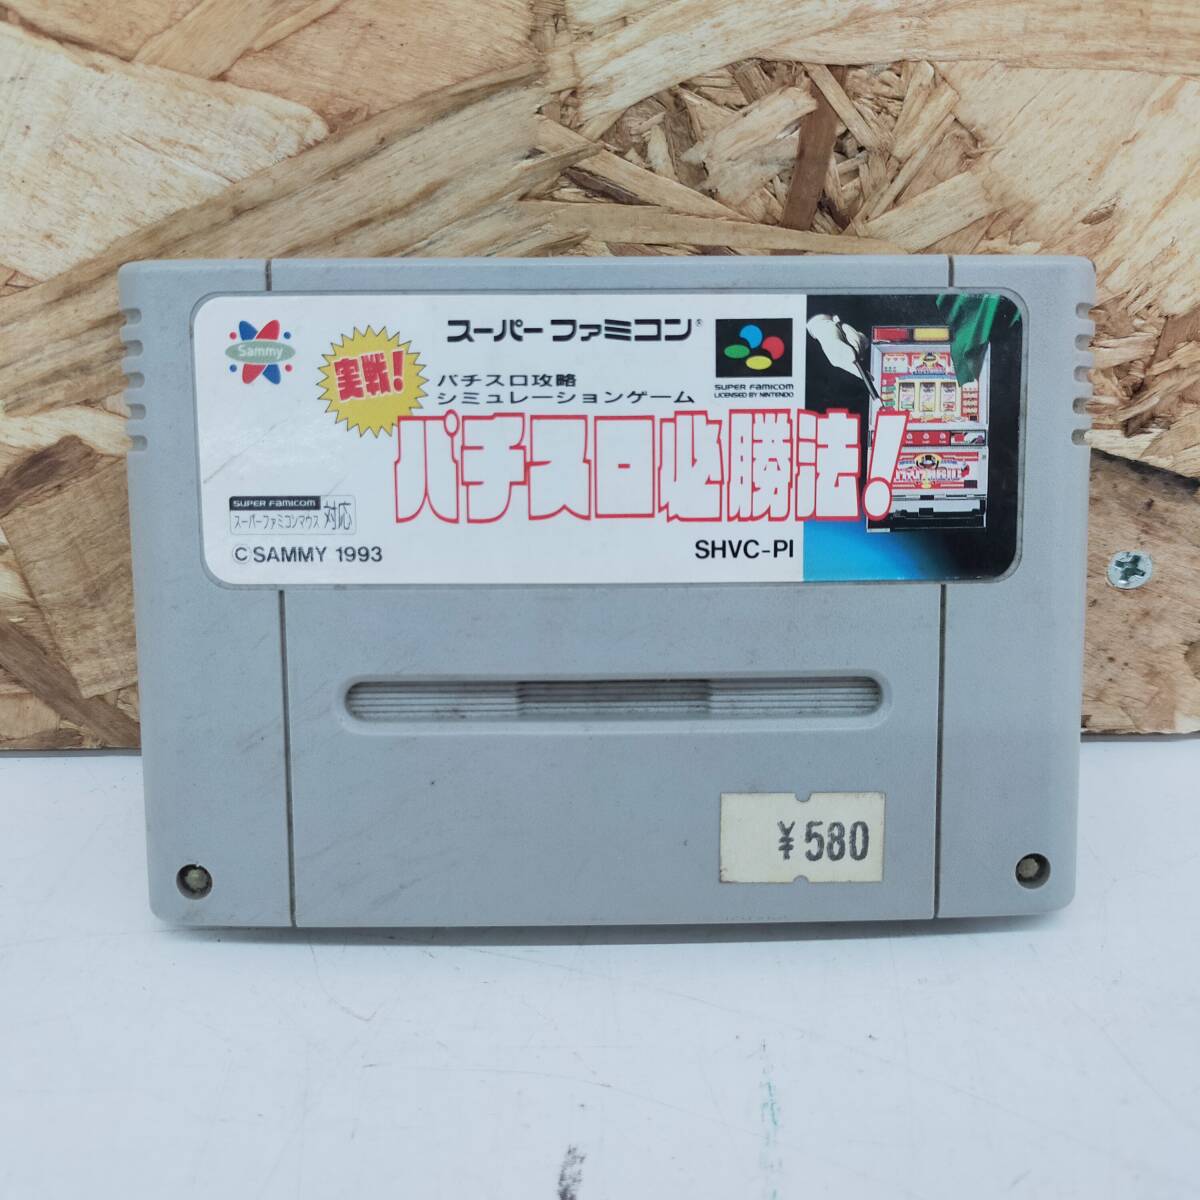 Sammy
スーパーファミコン®
SUPER FAMICOM
LICENSED BY NINTENDO
実戦!
パチスロ攻略
シミュレーションゲーム
パチスロ必勝法!
SUPER FAMICOM
スーパーファミコンマウス対応
©SAMMY 1993
SHVC-PI
¥580